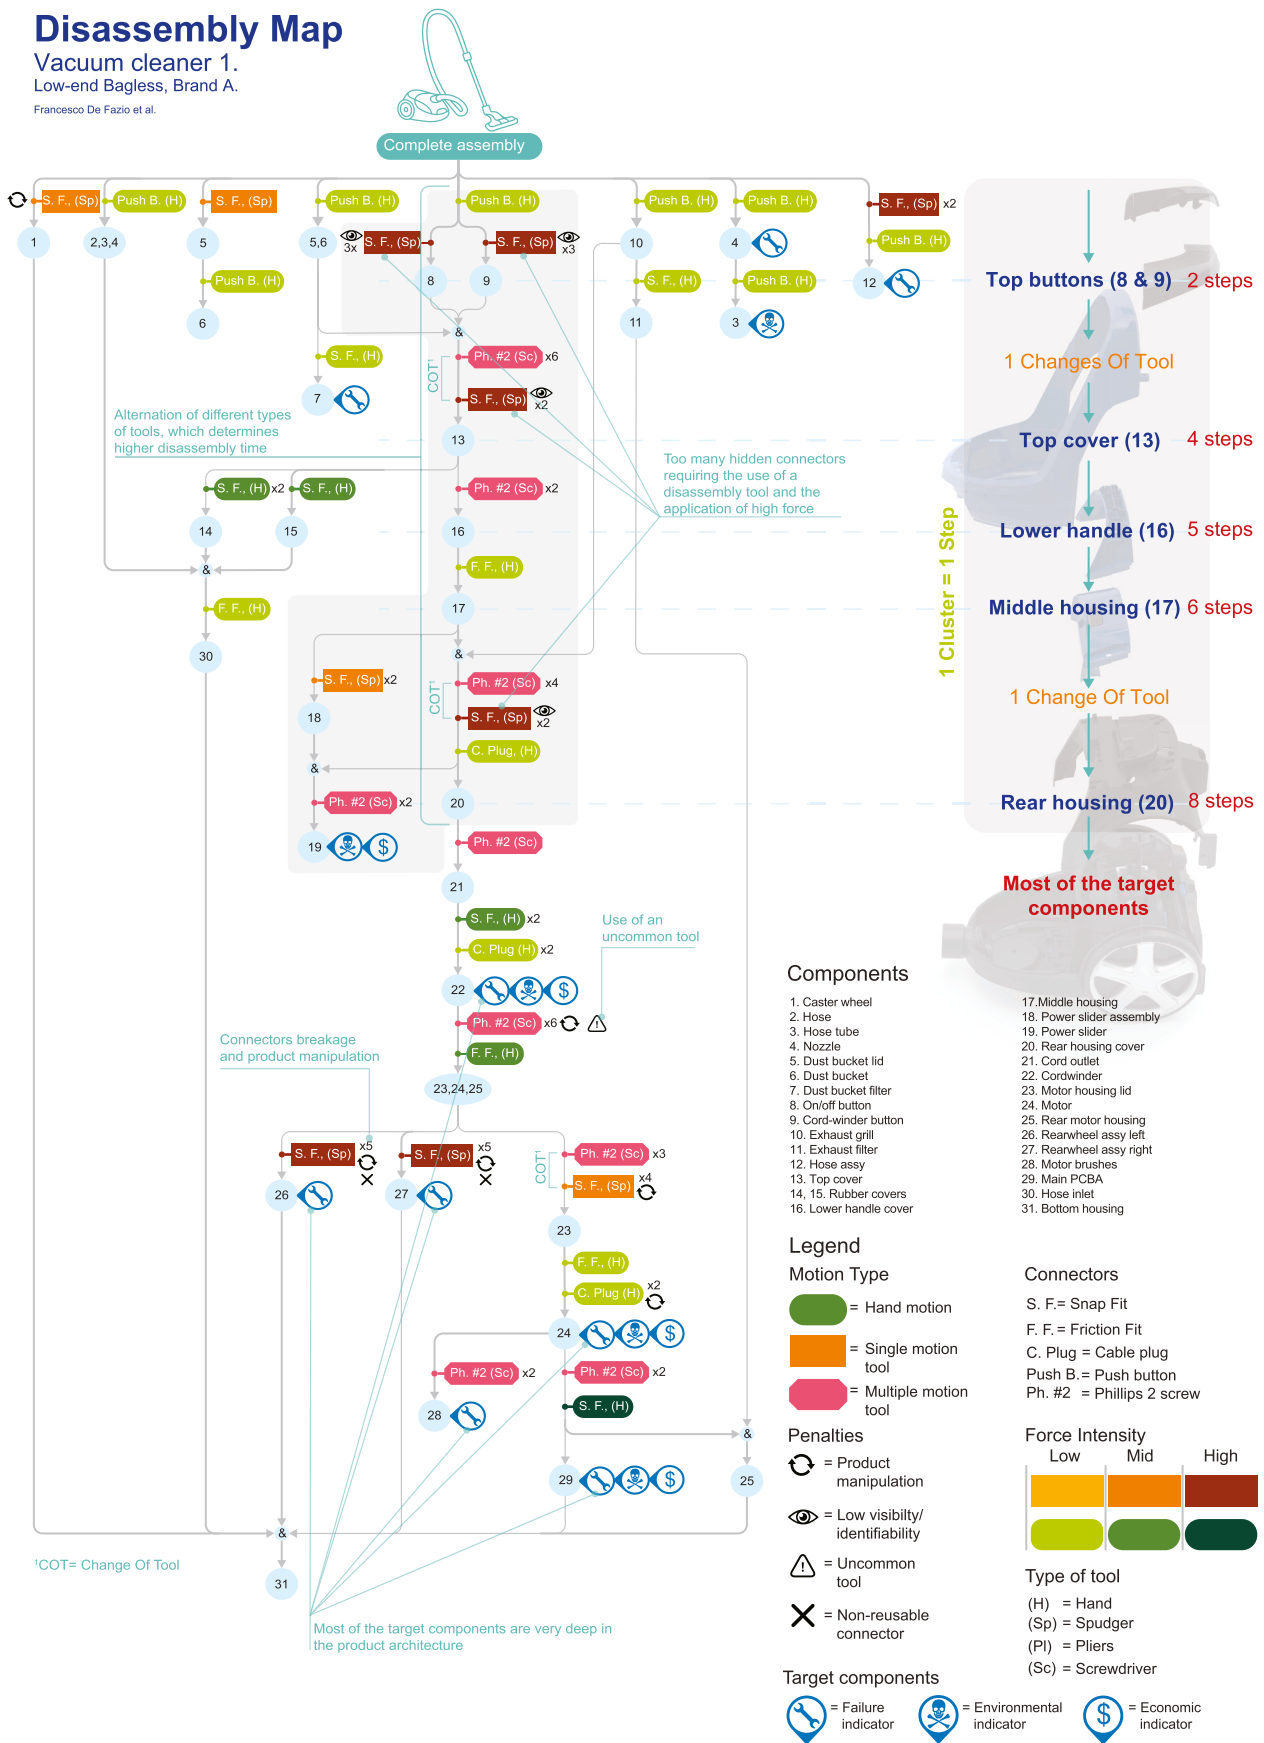 Disassembly Map
Vacuum cleaner 1.
Low-end Bagless, Brand A.
Francesco De Fazio et al.
Complete assembly
S. F., (Sp)
Push B. (H)
S. F., (Sp)
Push B. (H)
Push B. (H)
Push B. (H)
Push B. (H)
S. F., (Sp) x2
1
2,3,4
5
5,6
3x
S. F., (Sp)
S. F., (Sp)
x3
10
4
Push B. (H)
Push B. (H)
8
9
S. F., (H)
Push B. (H)
12
6
11
3
&
S. F., (H)
COT¹
Ph. #2 (Sc) x6
7
S. F., (Sp)
x2
Alternation of different types
of tools, which determines
higher disassembly time
13
Too many hidden connectors
requiring the use of a
disassembly tool and the
application of high force
S. F., (H) x2
S. F., (H)
Ph. #2 (Sc) x2
14
15
16
&
F. F., (H)
F. F., (H)
17
30
&
S. F., (Sp) x2
COT¹
Ph. #2 (Sc) x4
18
S. F., (Sp)
x2
C. Plug, (H)
&
Ph. #2 (Sc) x2
20
19
$
Ph. #2 (Sc)
21
S. F., (H) x2
C. Plug (H) x2
Use of an
uncommon tool
22
$
Ph. #2 (Sc) x6
!
F. F., (H)
Connectors breakage
and product manipulation
23,24,25
S. F., (Sp)
x5
S. F., (Sp)
x5
COT¹
Ph. #2 (Sc) x3
S. F., (Sp)
x4
26
27
23
F. F., (H)
C. Plug (H)
x2
24
$
Ph. #2 (Sc) x2
Ph. #2 (Sc) x2
28
S. F., (H)
&
29
$
25
&
31
¹COT= Change Of Tool
Most of the target components are very deep in
the product architecture
1 Cluster = 1 Step
Top buttons (8 & 9) 2 steps
1 Changes Of Tool
Top cover (13) 4 steps
Lower handle (16) 5 steps
Middle housing (17) 6 steps
1 Change Of Tool
Rear housing (20) 8 steps
Most of the target
components
Components
1. Caster wheel
2. Hose
3. Hose tube
4. Nozzle
5. Dust bucket lid
6. Dust bucket
7. Dust bucket filter
8. On/off button
9. Cord-winder button
10. Exhaust grill
11. Exhaust filter
12. Hose assy
13. Top cover
14, 15. Rubber covers
16. Lower handle cover
17.Middle housing
18. Power slider assembly
19. Power slider
20. Rear housing cover
21. Cord outlet
22. Cordwinder
23. Motor housing lid
24. Motor
25. Rear motor housing
26. Rearwheel assy left
27. Rearwheel assy right
28. Motor brushes
29. Main PCBA
30. Hose inlet
31. Bottom housing
Legend
Motion Type
= Hand motion
= Single motion
tool
= Multiple motion
tool
Connectors
S. F.= Snap Fit
F. F. = Friction Fit
C. Plug = Cable plug
Push B.= Push button
Ph. #2 = Phillips 2 screw
Penalties
= Product
manipulation
= Low visibilty/
identifiability
!
= Uncommon
tool
= Non-reusable
connector
Force Intensity
Low Mid High
Type of tool
(H) = Hand
(Sp) = Spudger
(Pl) = Pliers
(Sc) = Screwdriver
Target components
= Failure
indicator
= Environmental
indicator
$
= Economic
indicator